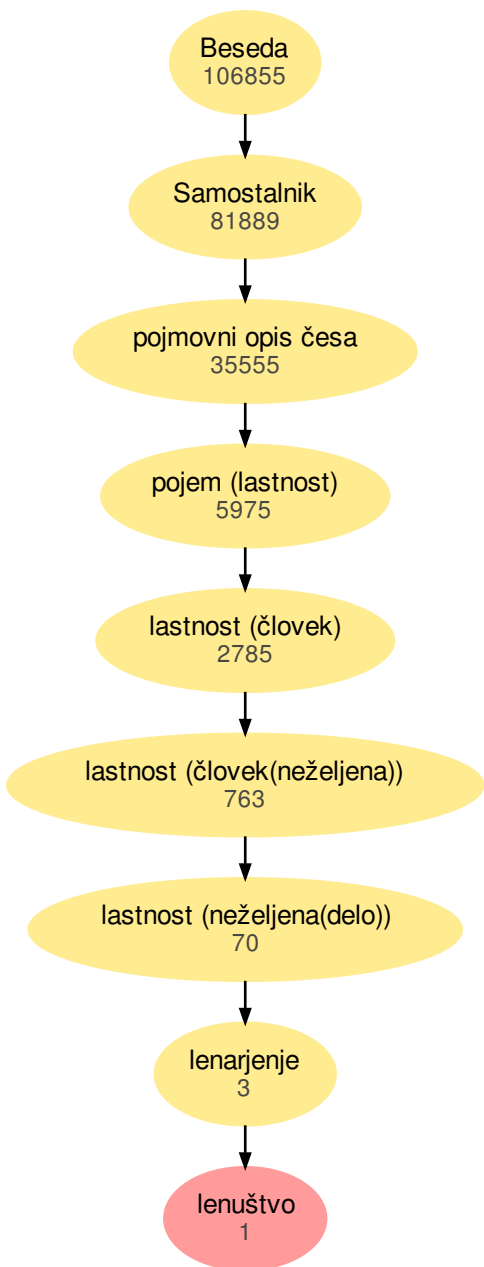 Beseda
106855
Samostalnik
81889
pojmovni opis česa
35555
pojem (lastnost)
5975
lastnost (človek)
2785
lastnost (človek(neželjena))
763
lastnost (neželjena(delo))
70
lenarjenje
3
lenuštvo
1